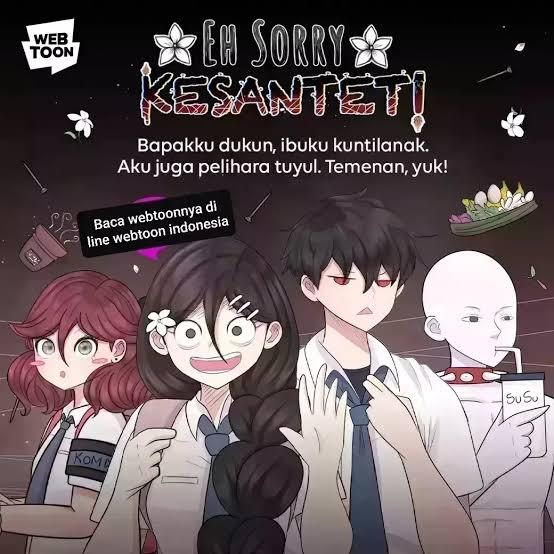 WEB
TOON
EH SORRY
KESANTET!
Bapakku dukun, ibuku kuntilanak.
Aku juga pelihara tuyul. Temenan, yuk!
Baca webtoonnya di
line webtoon indonesia
SuSu